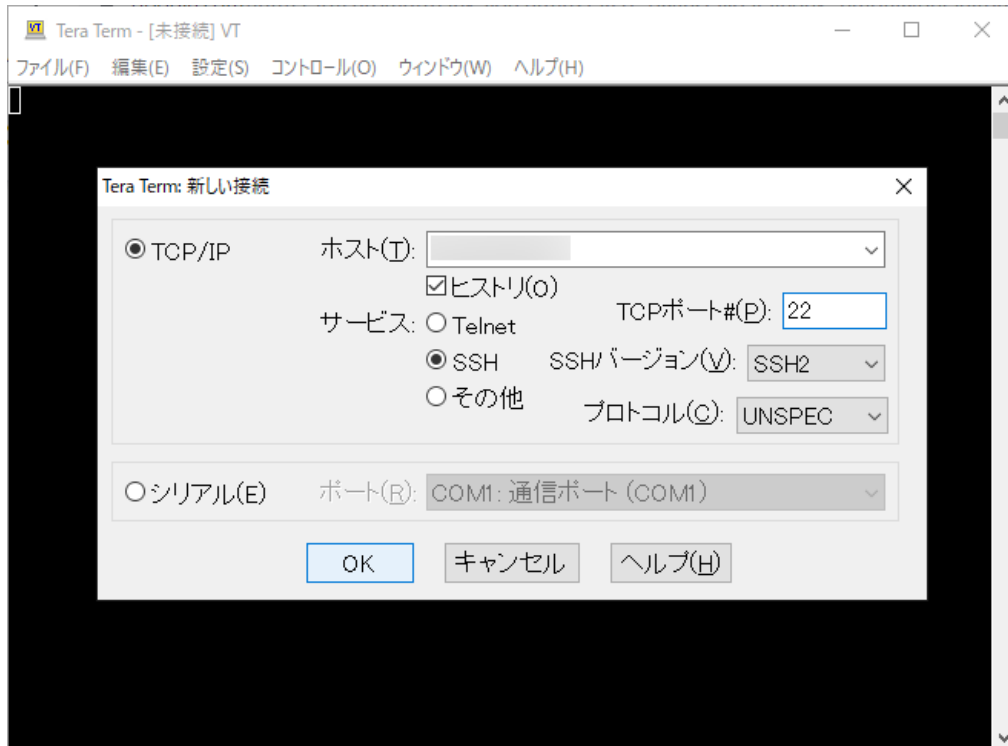 Tera Term - [未接続] VT
ファイル(F) 編集(E) 設定(S) コントロール(O) ウィンドウ(W) ヘルプ(H)
Tera Term: 新しい接続
TCP/IP
ホスト(T):
ヒストリ(O)
サービス:
Telnet
TCPポート#(P): 22
SSH
SSHバージョン(V): SSH2
その他
プロトコル(C): UNSPEC
シリアル(E)
ポート(R): COM1: 通信ポート (COM1)
OK キャンセル ヘルプ(H)